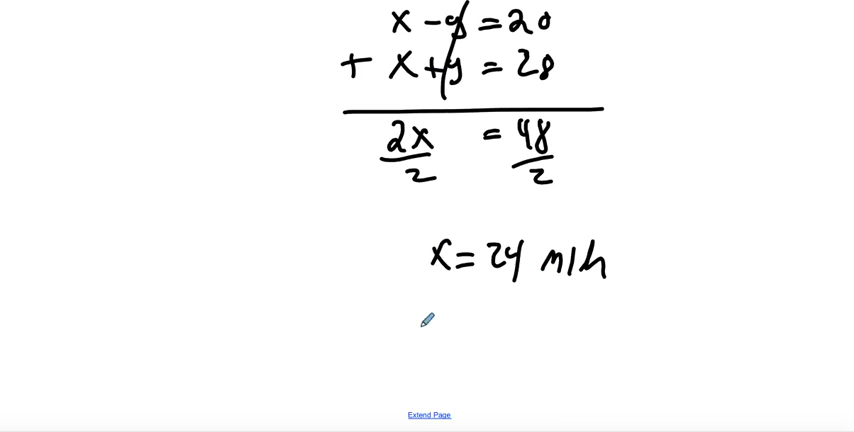 x - y = 20
+ x + y = 28
2x = 48
2 2
x = 24 m/h
Extend Page